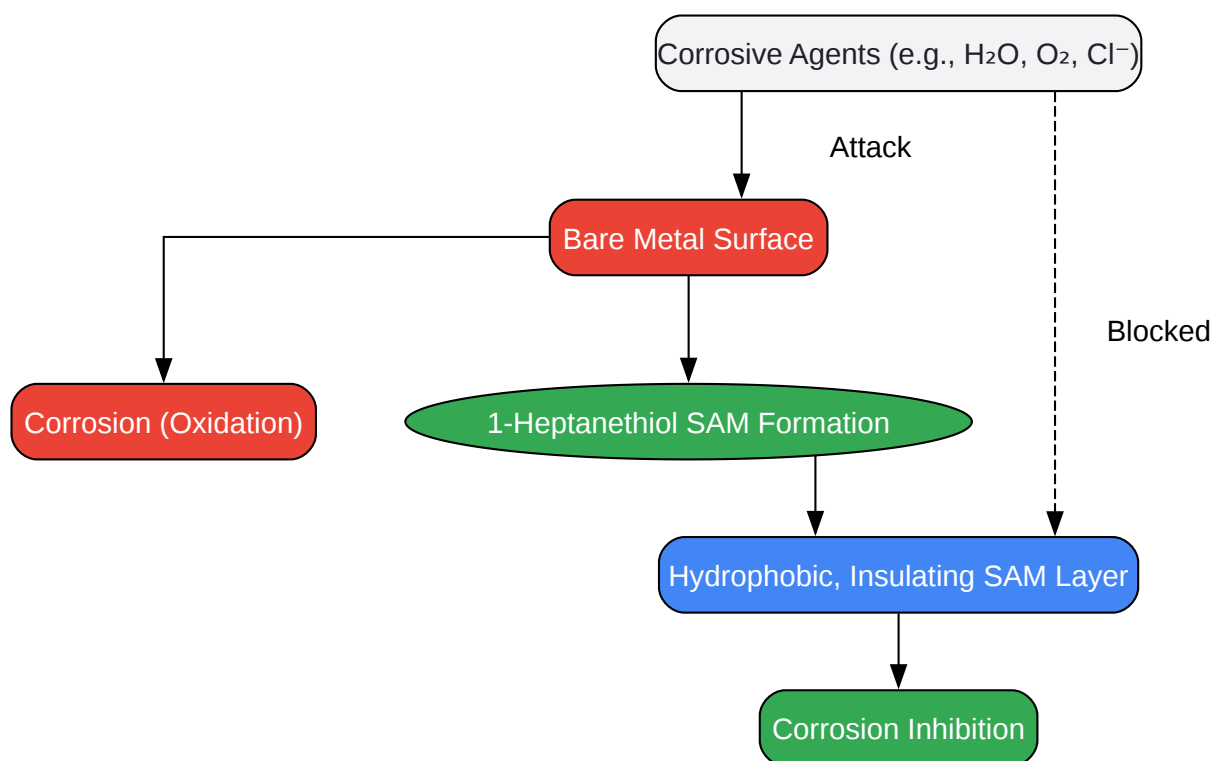 Corrosive Agents (e.g., H₂O, O₂, Cl⁻)
Attack
Bare Metal Surface
Blocked
Corrosion (Oxidation)
1-Heptanethiol SAM Formation
Hydrophobic, Insulating SAM Layer
Corrosion Inhibition